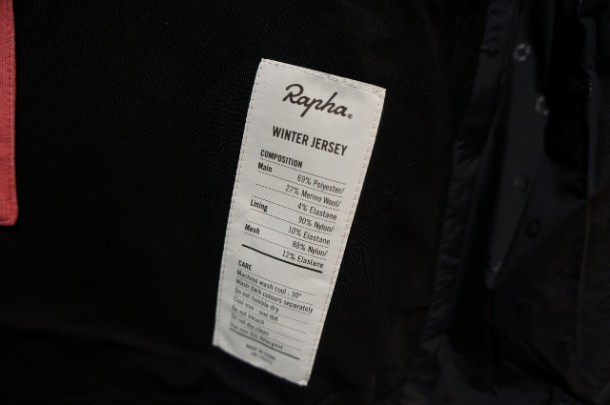 Rapha.
WINTER JERSEY
COMPOSITION
Main
69% Polyester/
27% Merino Wool/
4% Elastane
Lining
90% Nylon/
10% Elastane
Mesh
88% Nylon/
12% Elastane
CARE
Machine wash cool - 30°
Wash dark colours separately
Do not tumble dry
Cool iron - one dot
Do not bleach
Do not dry clean